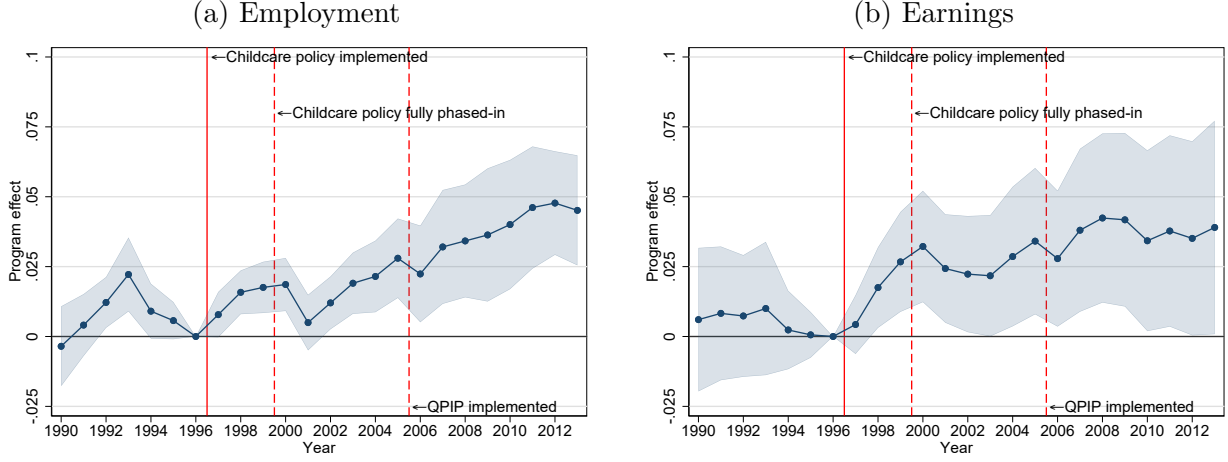 (a) Employment
.1
.075
.05
.025
0
-.025
Program effect
←Childcare policy implemented
←Childcare policy fully phased-in
←QPIP implemented
1990 1992 1994 1996 1998 2000 2002 2004 2006 2008 2010 2012
Year
(b) Earnings
.1
.075
.05
.025
0
-.025
Program effect
←Childcare policy implemented
←Childcare policy fully phased-in
←QPIP implemented
1990 1992 1994 1996 1998 2000 2002 2004 2006 2008 2010 2012
Year